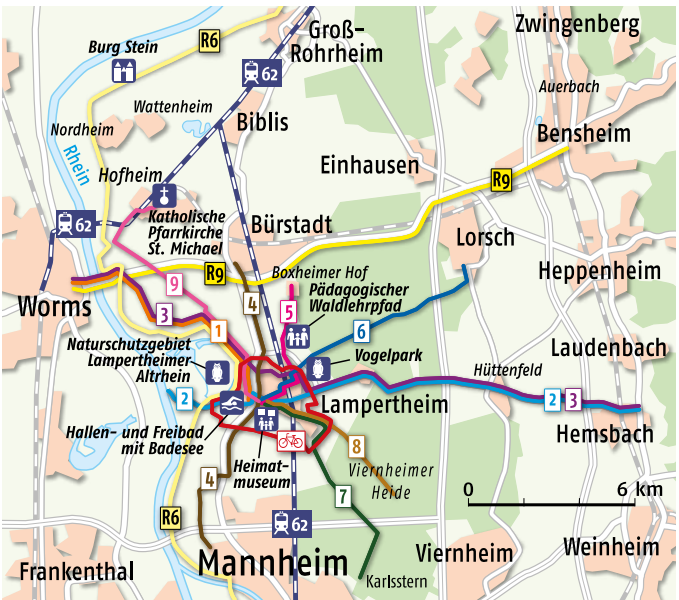 Zwingenberg
Groß-
Rohrheim
R6
Burg Stein
62
Auerbach
Wattenheim
Biblis
Nordheim
Bensheim
Rhein
Einhausen
Hofheim
R9
Katholische
Pfarrkirche
St. Michael
62
Bürstadt
Lorsch
R9
Boxheimer Hof
Heppenheim
9
Pädagogischer
Waldlehrpfad
Worms
4
5
3
1
6
Naturschutzgebiet
Lampertheimer
Altrhein
Vogelpark
Laudenbach
Hüttenfeld
2
2
3
Lampertheim
Hallen- und Freibad
mit Badesee
Hemsbach
Heimat-
museum
8
4
Viernheimer
Heide
7
0
6 km
R6
62
Mannheim
Viernheim
Weinheim
Frankenthal
Karlsstern